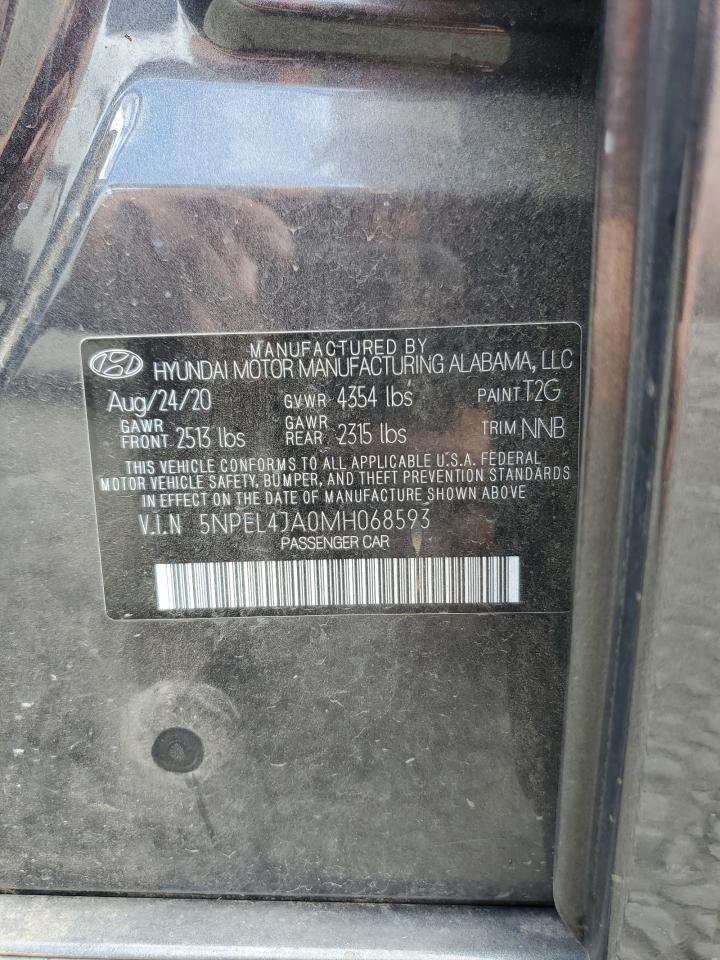 MANUFACTURED BY
HYUNDAI MOTOR MANUFACTURING ALABAMA, LLC
Aug/24/20 GVWR 4354 lbs PAINT T2G
GAWR FRONT 2513 lbs GAWR REAR 2315 lbs TRIM NNB
THIS VEHICLE CONFORMS TO ALL APPLICABLE U.S.A. FEDERAL
MOTOR VEHICLE SAFETY, BUMPER, AND THEFT PREVENTION STANDARDS
IN EFFECT ON THE DATE OF MANUFACTURE SHOWN ABOVE.
V.I.N 5NPEL4JA0MH068593
PASSENGER CAR